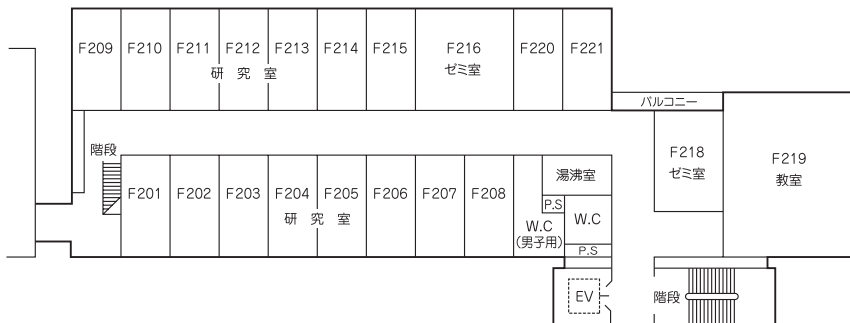 F209 F210 F211 F212 F213 F214 F215 F216 F220 F221
研究室
ゼミ室
バルコニー
階段
F218
ゼミ室
F219
教室
F201 F202 F203 F204 F205 F206 F207 F208
研究室
湯沸室
P.S
W.C
W.C
(男子用)
P.S
EV
階段